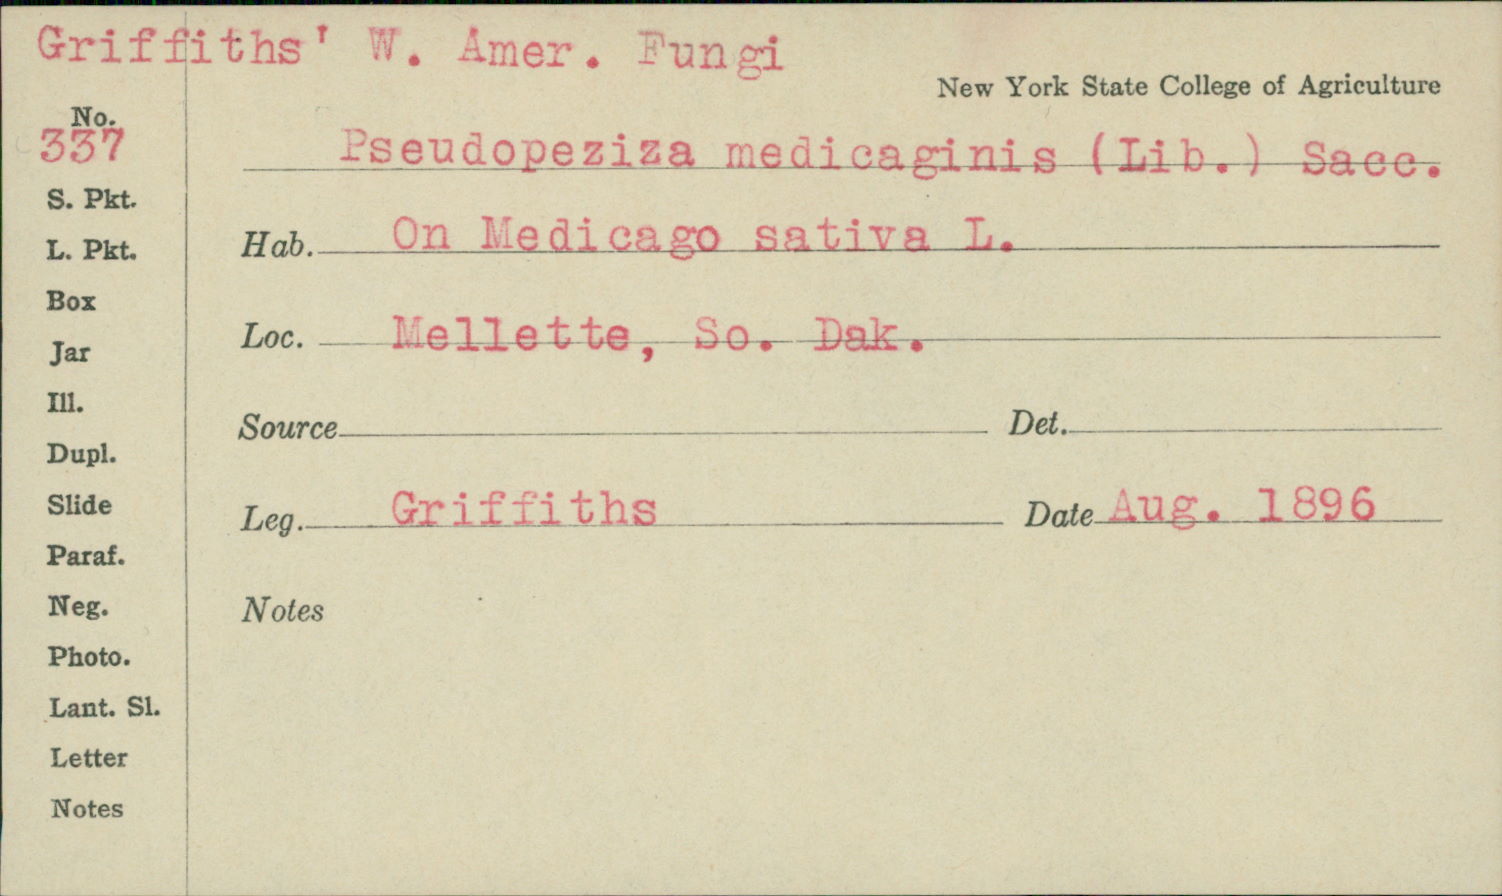 Griffiths' W. Amer. Fungi
New York State College of Agriculture
No.
337
Pseudopeziza medicaginis (Lib.) Sacc.
S. Pkt.
L. Pkt.
Hab. On Medicago sativa L.
Box
Jar
Loc. Mellette, So. Dak.
Ill.
Dupl.
Source Det.
Slide
Leg. Griffiths Date Aug. 1896
Paraf.
Neg.
Notes
Photo.
Lant. Sl.
Letter
Notes